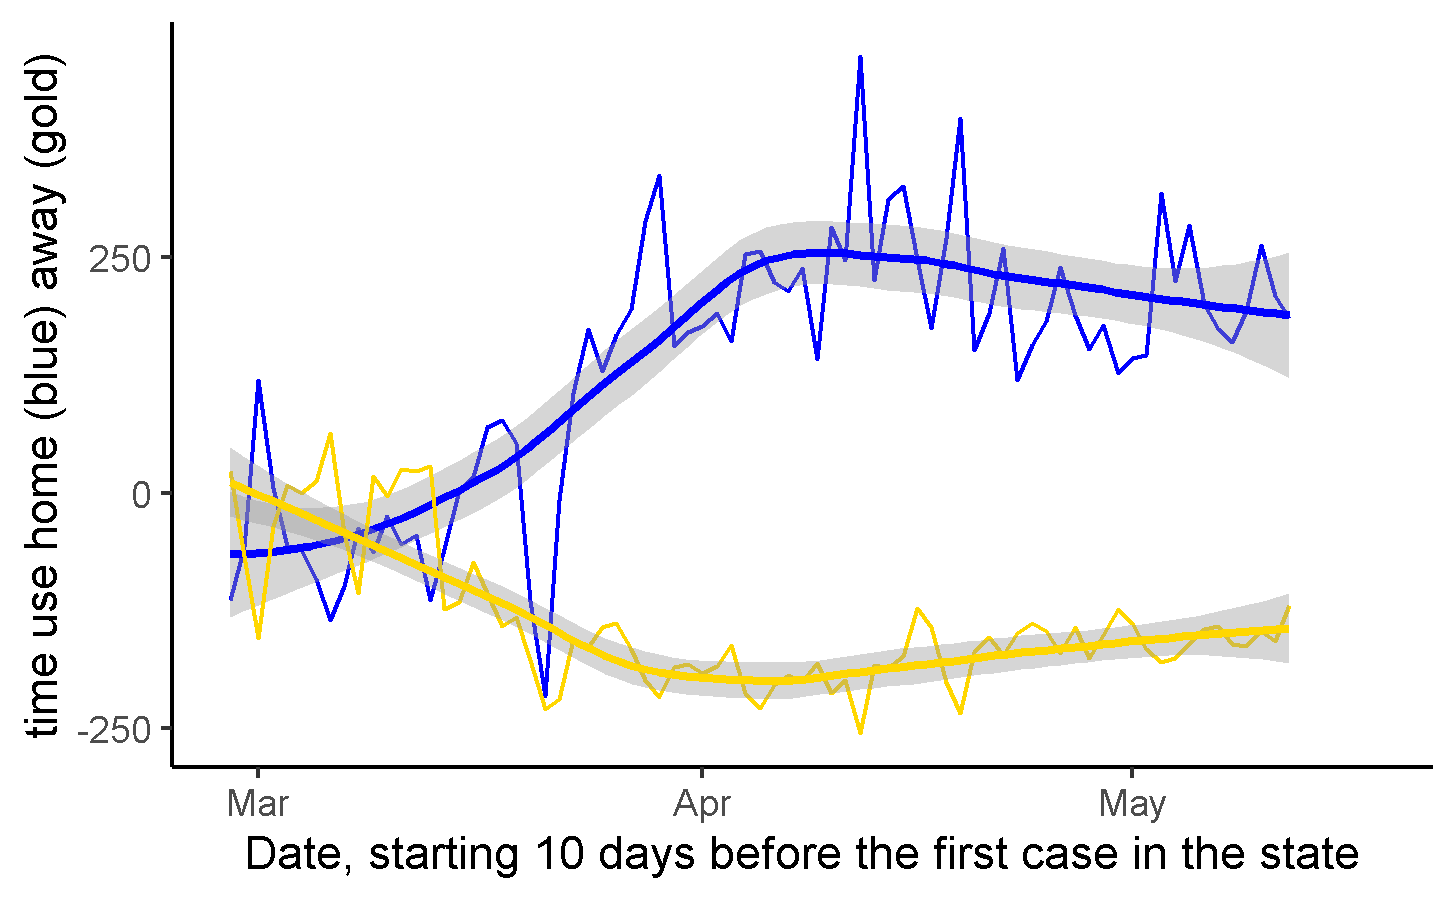 time use home (blue) away (gold)
250
0
-250
Mar
Apr
May
Date, starting 10 days before the first case in the state